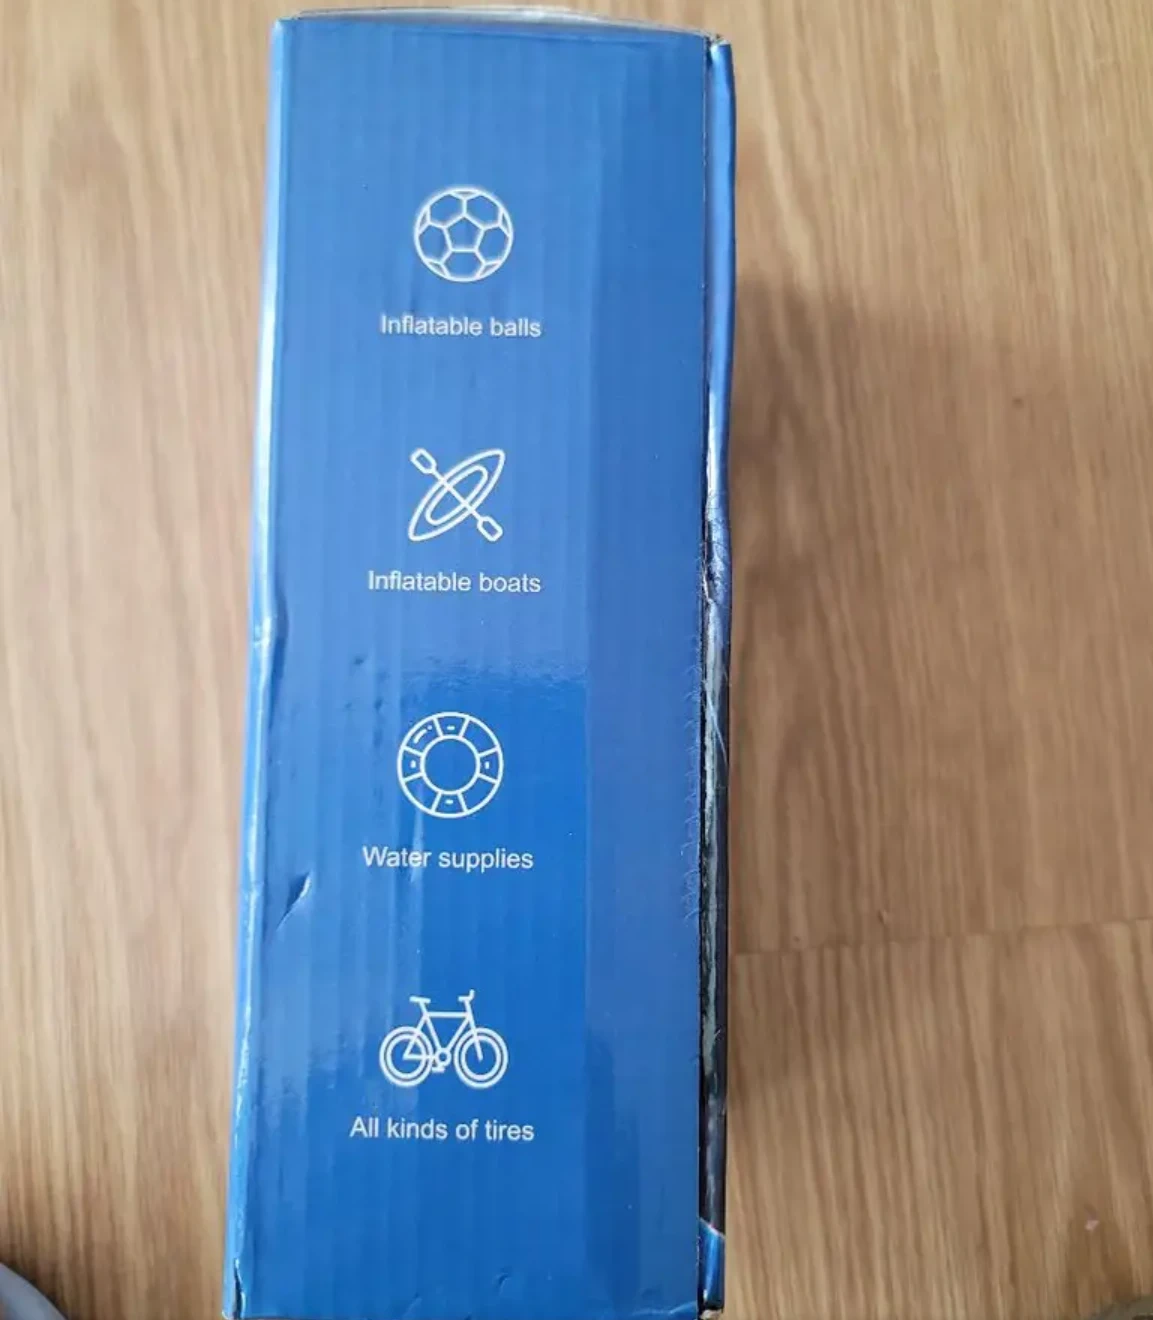 Inflatable balls
Inflatable boats
Water supplies
All kinds of tires